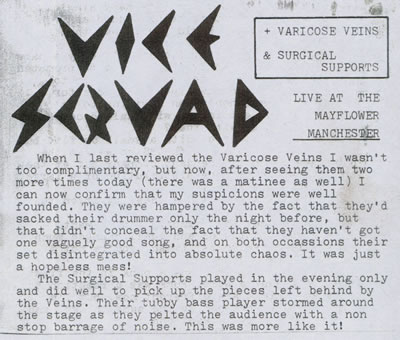 VICE
SQUAD
+ VARICOSE VEINS
& SURGICAL
SUPPORTS
LIVE AT THE
MAYFLOWER
MANCHESTER
When I last reviewed the Varicose Veins I wasn't
too complimentary, but now, after seeing them two
more times today (there was a matinee as well) I
can now confirm that my suspicions were well
founded. They were hampered by the fact that they'd
sacked their drummer only the night before, but
that didn't conceal the fact that they haven't got
one vaguely good song, and on both occassions their
set disintegrated into absolute chaos. It was just
a hopeless mess!
The Surgical Supports played in the evening only
and did well to pick up the pieces left behind by
the Veins. Their tubby bass player stormed around
the stage as they pelted the audience with a non
stop barrage of noise. This was more like it!